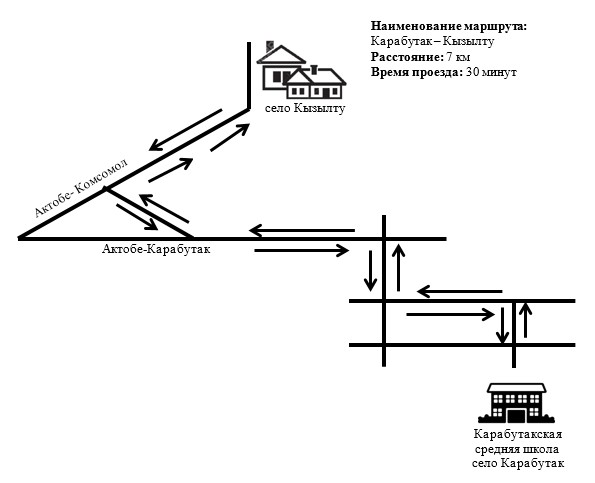 Наименование маршрута:
Карабутак – Кызылту
Расстояние: 7 км
Время проезда: 30 минут
село Кызылту
Актобе- Комсомол
Актобе-Карабутак
Карабутакская
средняя школа
село Карабутак